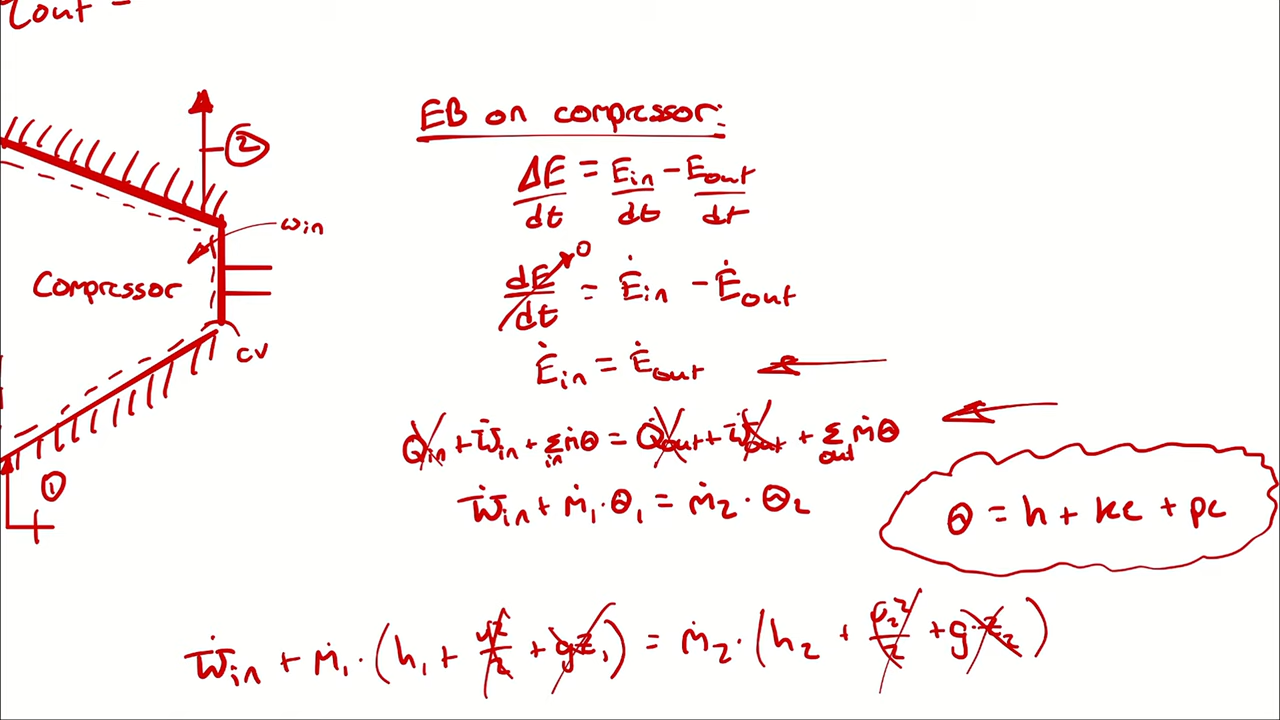 τout =
②
win
Compressor
CV
①
EB on compressor:
ΔE/dt = Ein/dt - Eout/dt
dE/dt →0 = Ėin - Ėout
Ėin = Ėout
Q̇in + Ẇin + Σin ṁθ = Q̇out + Ẇout + Σout ṁθ
Ẇin + ṁ1·θ1 = ṁ2·θ2
θ = h + ke + pe
Ẇin + ṁ1·(h1 + v1²/2 + gz1) = ṁ2·(h2 + v2²/2 + g·z2)